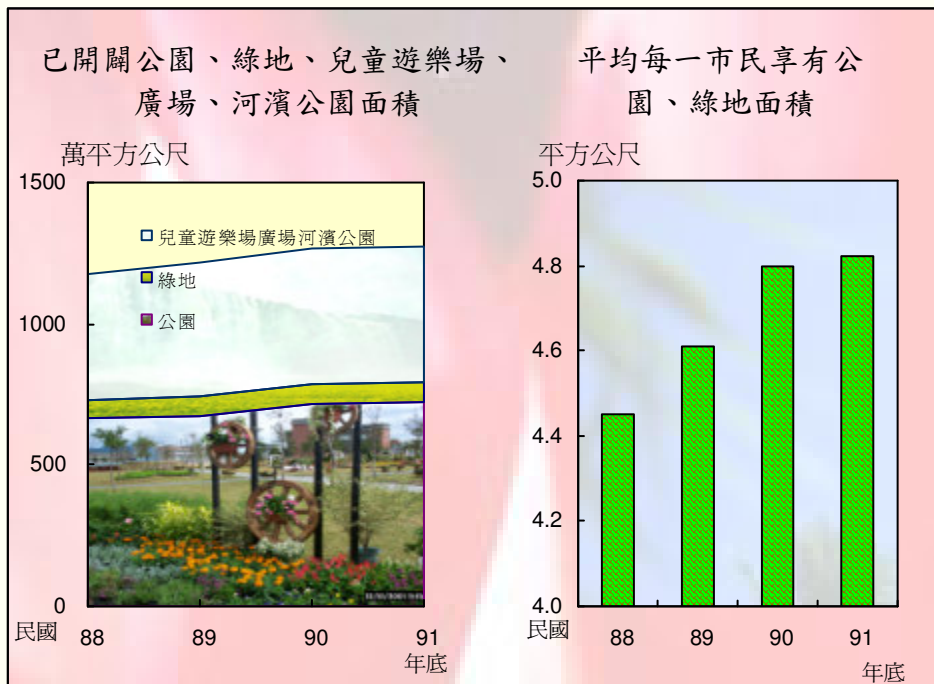 已開闢公園、綠地、兒童遊樂場、
廣場、河濱公園面積
萬平方公尺
1500
1000
500
0
兒童遊樂場廣場河濱公園
綠地
公園
民國
88
89
90
91
年底
平均每一市民享有公
園、綠地面積
平方公尺
5.0
4.8
4.6
4.4
4.2
4.0
民國
88
89
90
91
年底